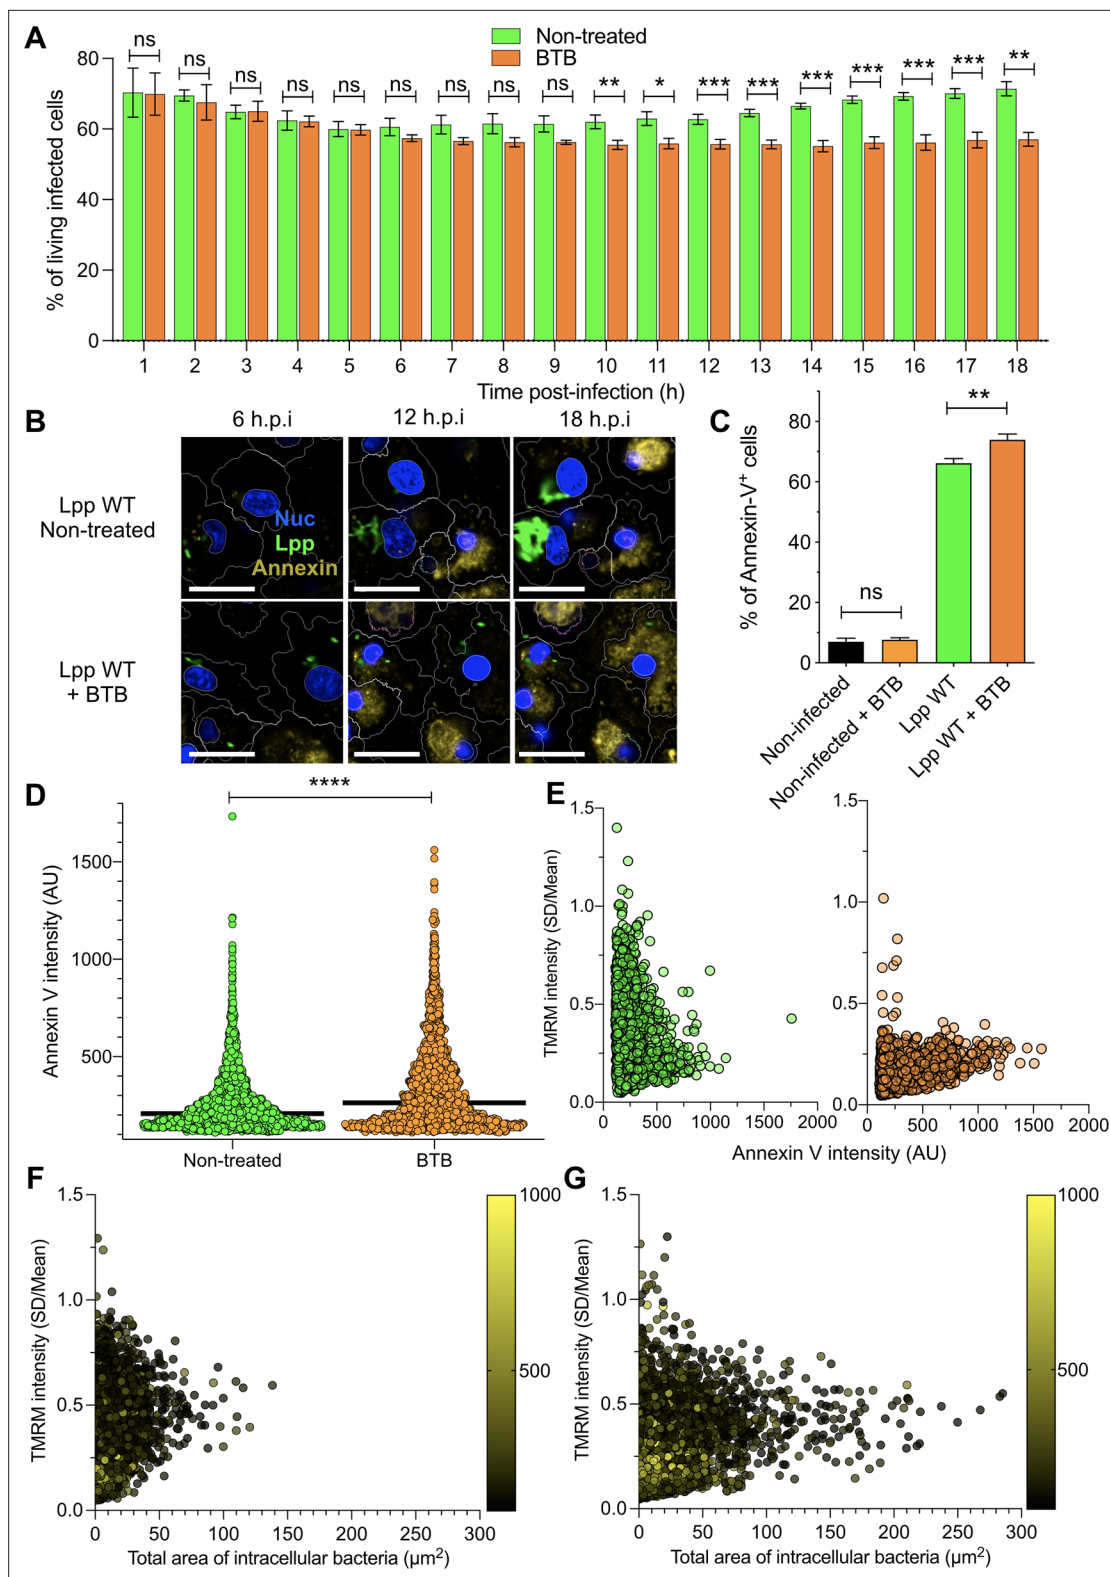 A
Non-treated
BTB
ns ns ns ns ns ns ns ns ns ** * *** *** *** *** *** *** **
% of living infected cells
80
60
40
20
0
1 2 3 4 5 6 7 8 9 10 11 12 13 14 15 16 17 18
Time post-infection (h)
B
6 h.p.i 12 h.p.i 18 h.p.i
Lpp WT
Non-treated
Nuc
Lpp
Annexin
Lpp WT
+ BTB
C
% of Annexin-V+ cells
80
60
40
20
0
ns
**
Non-infected
Non-infected + BTB
Lpp WT
Lpp WT + BTB
D
****
Annexin V intensity (AU)
1500
1000
500
Non-treated BTB
E
TMRM intensity (SD/Mean)
1.5
1.0
0.5
0.0
0 500 1000 1500 2000
1.5
1.0
0.5
0.0
0 500 1000 1500 2000
Annexin V intensity (AU)
F
TMRM intensity (SD/Mean)
1.5
1.0
0.5
0.0
0 50 100 150 200 250 300
Total area of intracellular bacteria (µm2)
1000
500
G
TMRM intensity (SD/Mean)
1.5
1.0
0.5
0.0
0 50 100 150 200 250 300
Total area of intracellular bacteria (µm2)
1000
500